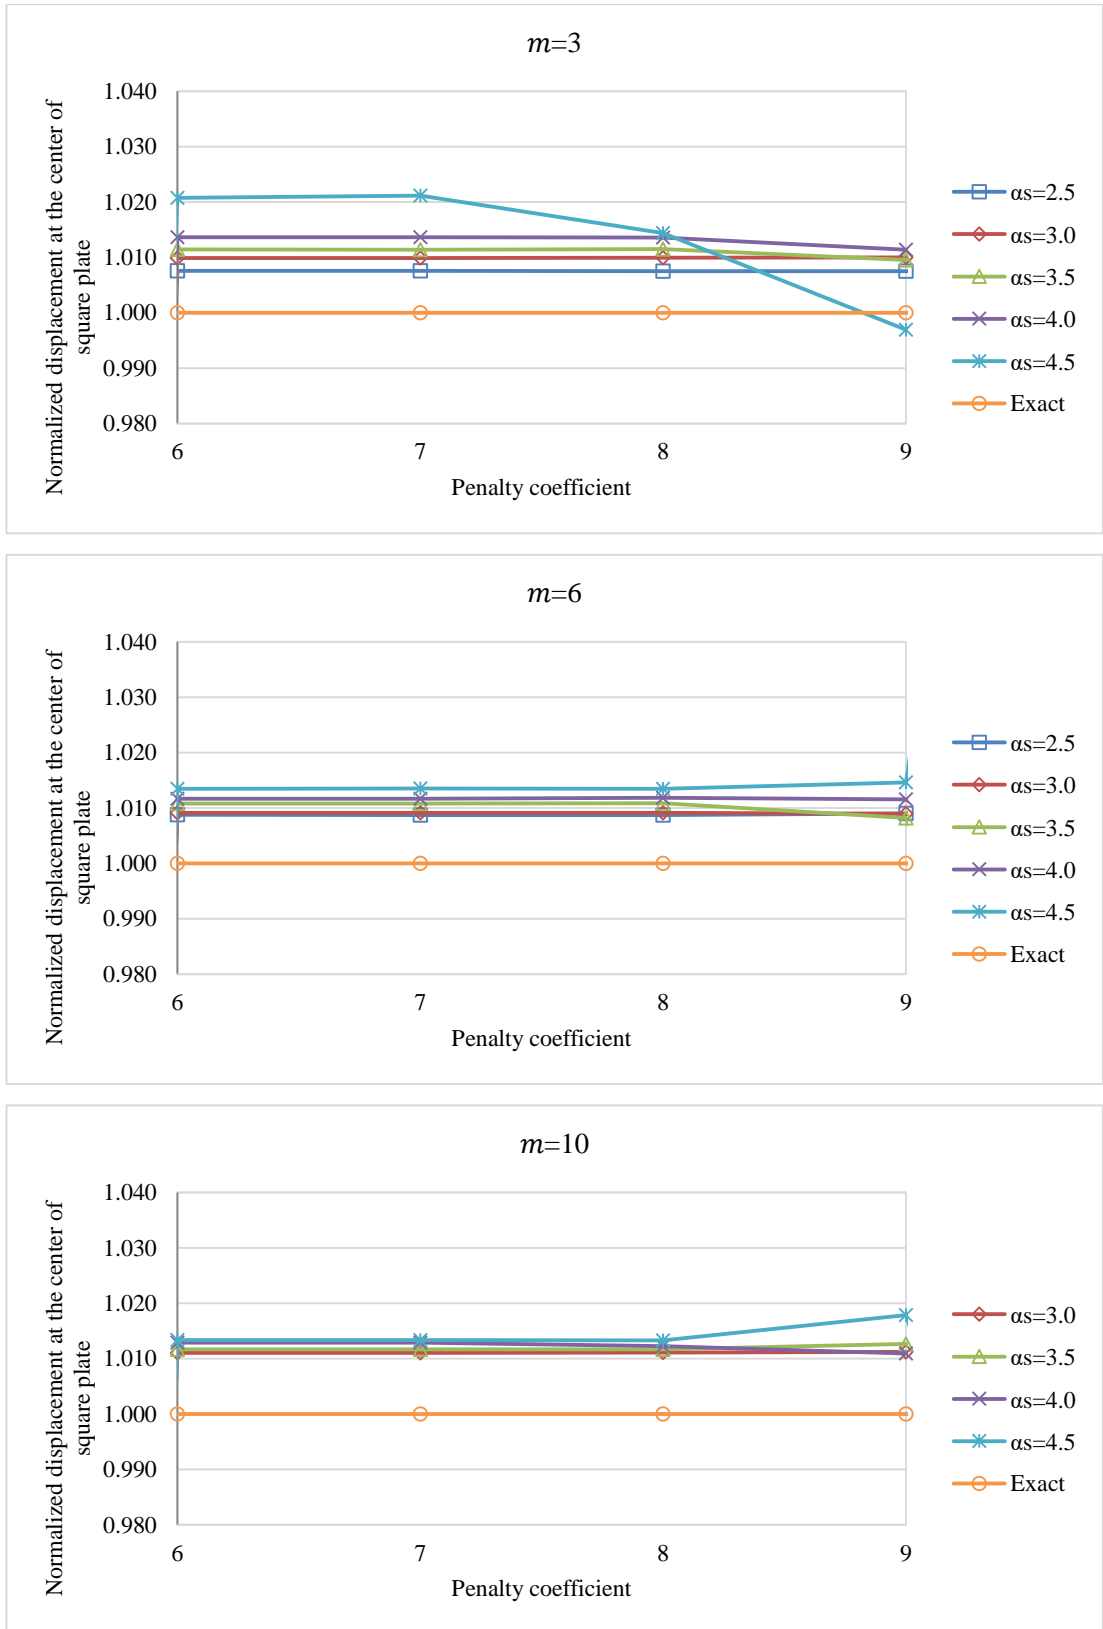 m=3
Normalized displacement at the center of
square plate
1.040
1.030
1.020
1.010
1.000
0.990
0.980
6 7 8 9
Penalty coefficient
αs=2.5
αs=3.0
αs=3.5
αs=4.0
αs=4.5
Exact
m=6
Normalized displacement at the center of
square plate
1.040
1.030
1.020
1.010
1.000
0.990
0.980
6 7 8 9
Penalty coefficient
αs=2.5
αs=3.0
αs=3.5
αs=4.0
αs=4.5
Exact
m=10
Normalized displacement at the center of
square plate
1.040
1.030
1.020
1.010
1.000
0.990
0.980
6 7 8 9
Penalty coefficient
αs=3.0
αs=3.5
αs=4.0
αs=4.5
Exact